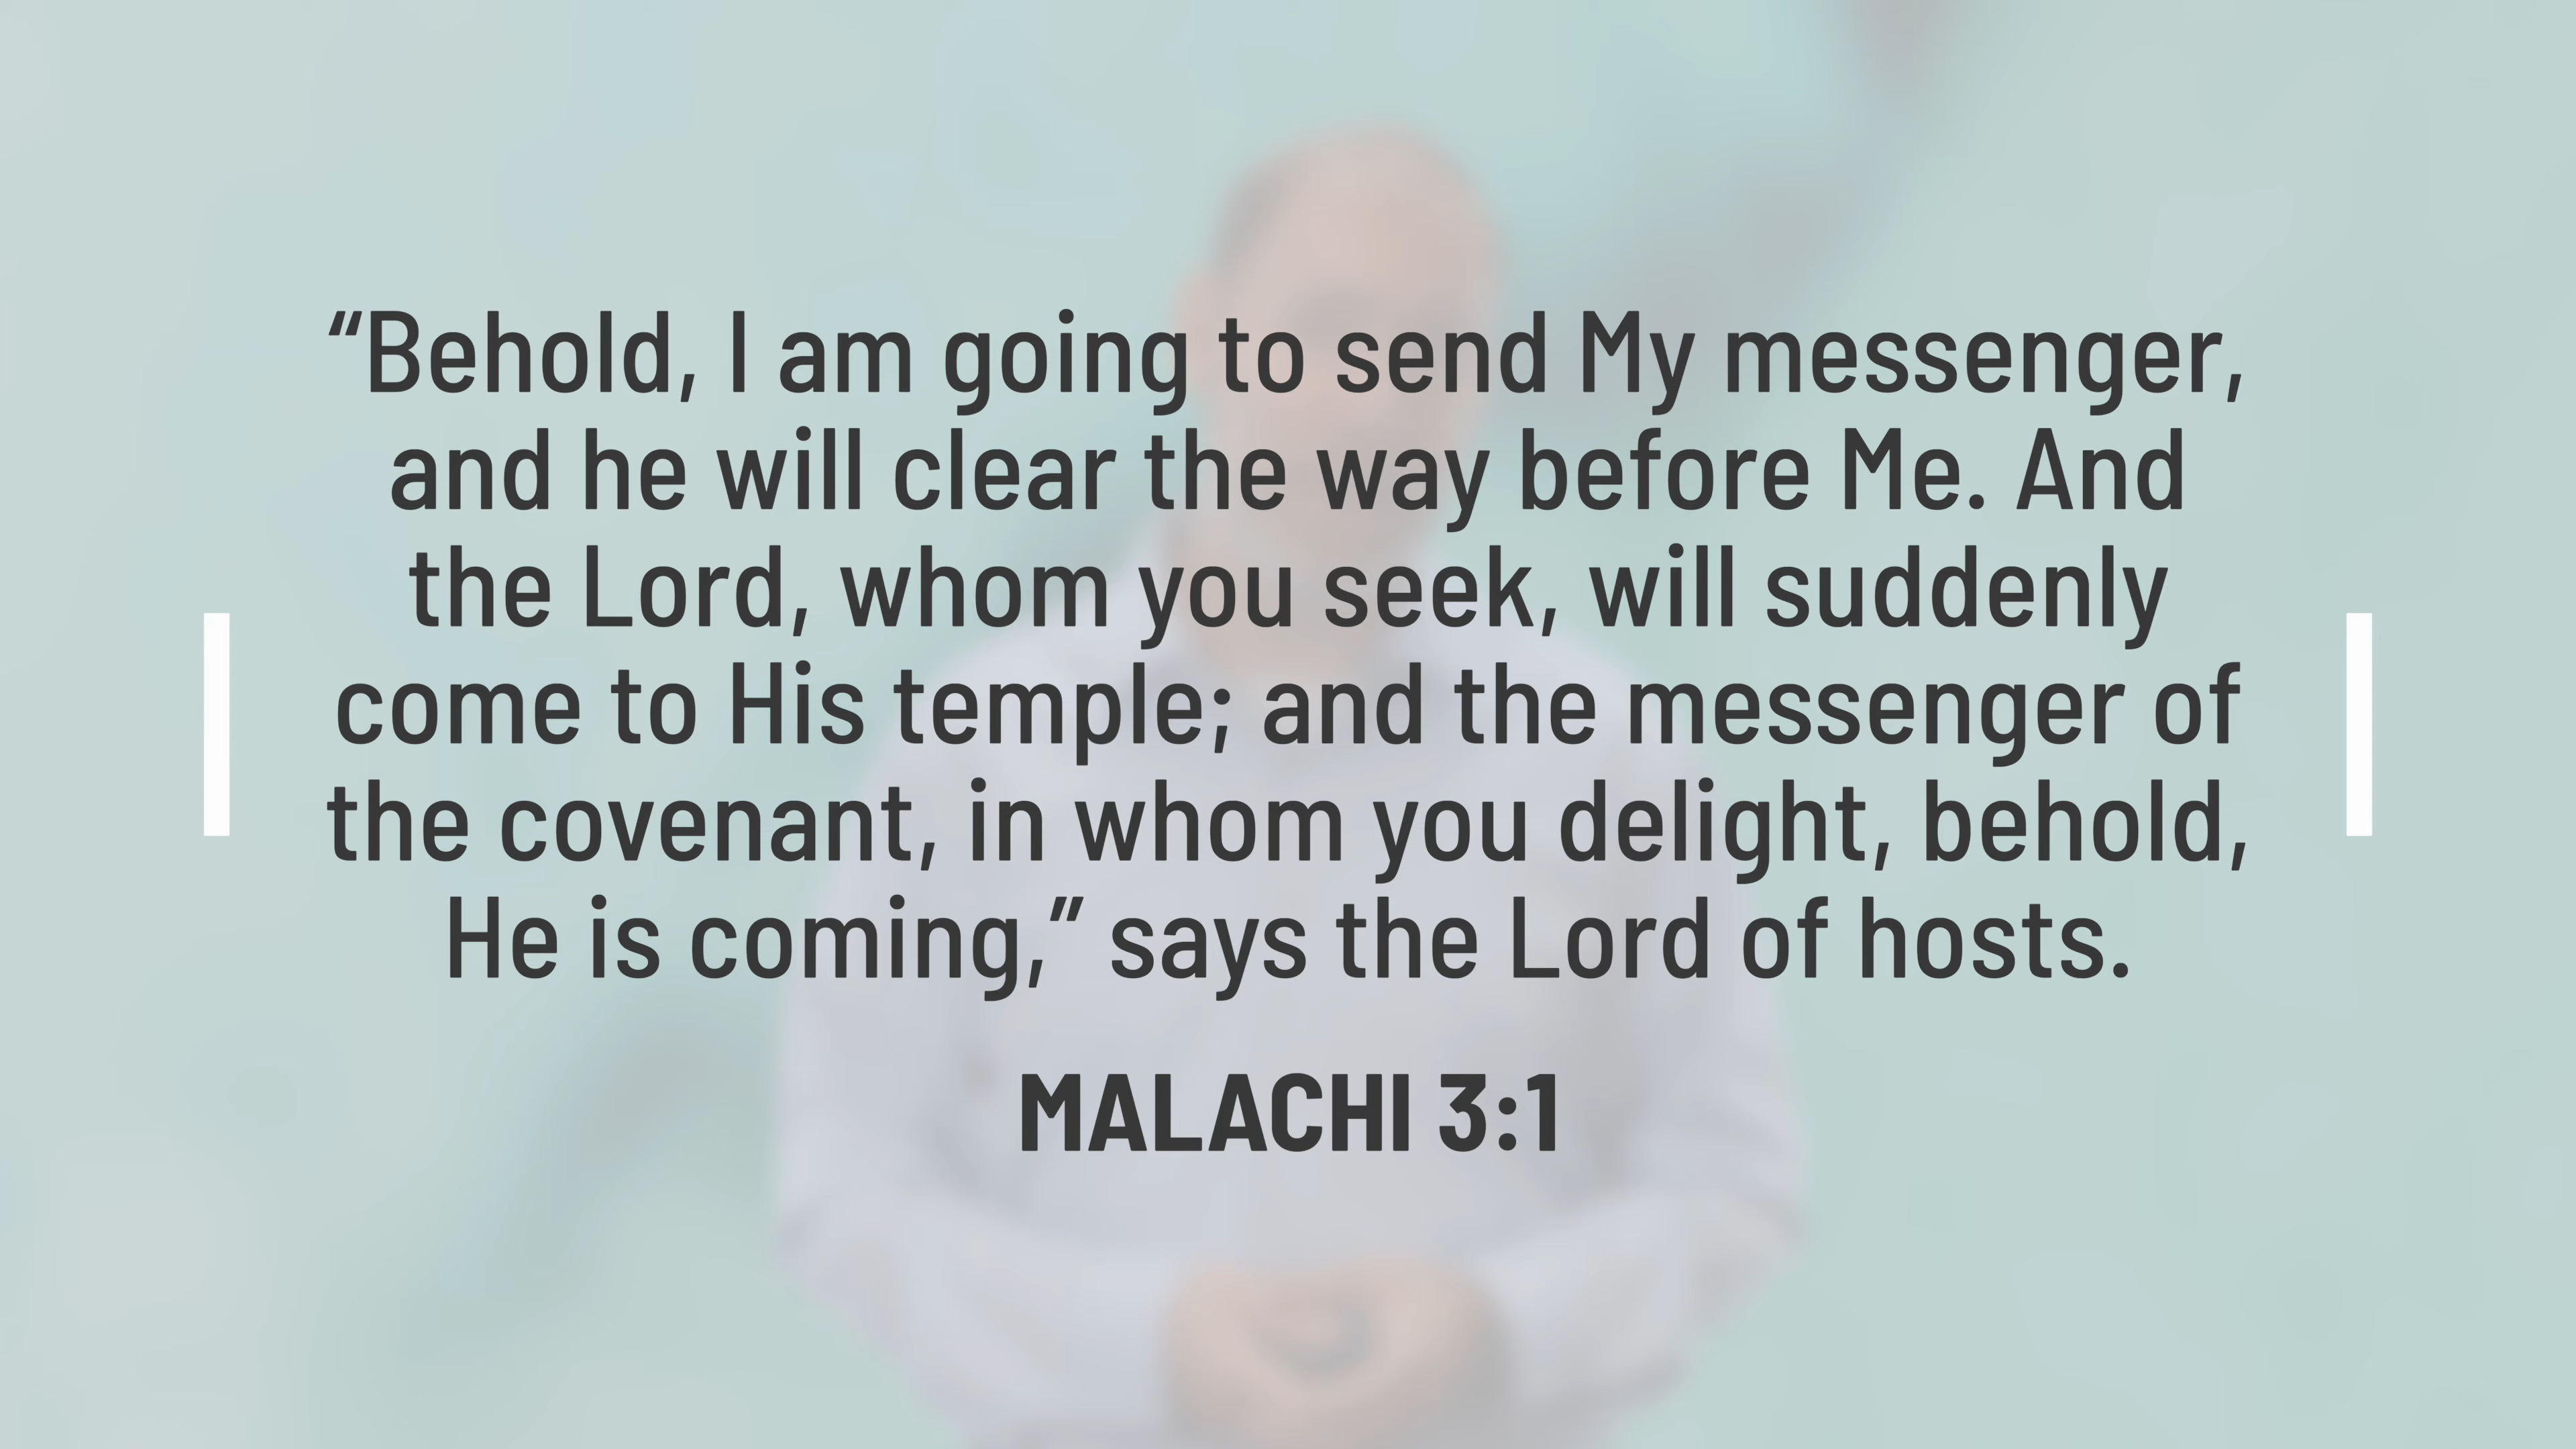 “Behold, I am going to send My messenger,
and he will clear the way before Me. And
the Lord, whom you seek, will suddenly
come to His temple; and the messenger of
the covenant, in whom you delight, behold,
He is coming,” says the Lord of hosts.
MALACHI 3:1